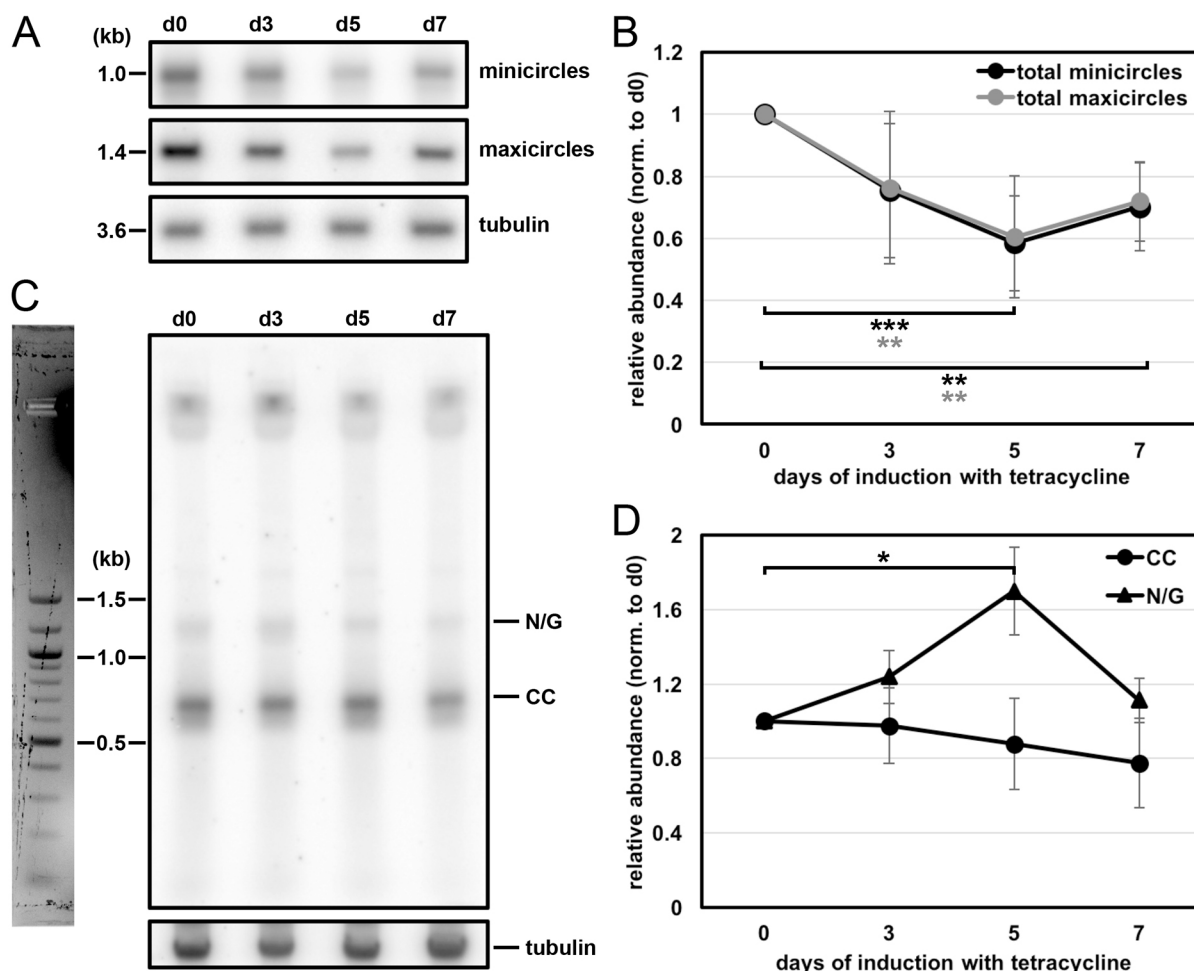 A
(kb)
d0 d3 d5 d7
1.0
minicircles
1.4
maxicircles
3.6
tubulin
B
relative abundance (norm. to d0)
1.2
1
0.8
0.6
0.4
0.2
0
total minicircles
total maxicircles
***
**
**
**
0 3 5 7
days of induction with tetracycline
C
d0 d3 d5 d7
(kb)
1.5
1.0
0.5
N/G
CC
tubulin
D
relative abundance (norm. to d0)
2
1.6
1.2
0.8
0.4
0
CC
N/G
*
0 3 5 7
days of induction with tetracycline